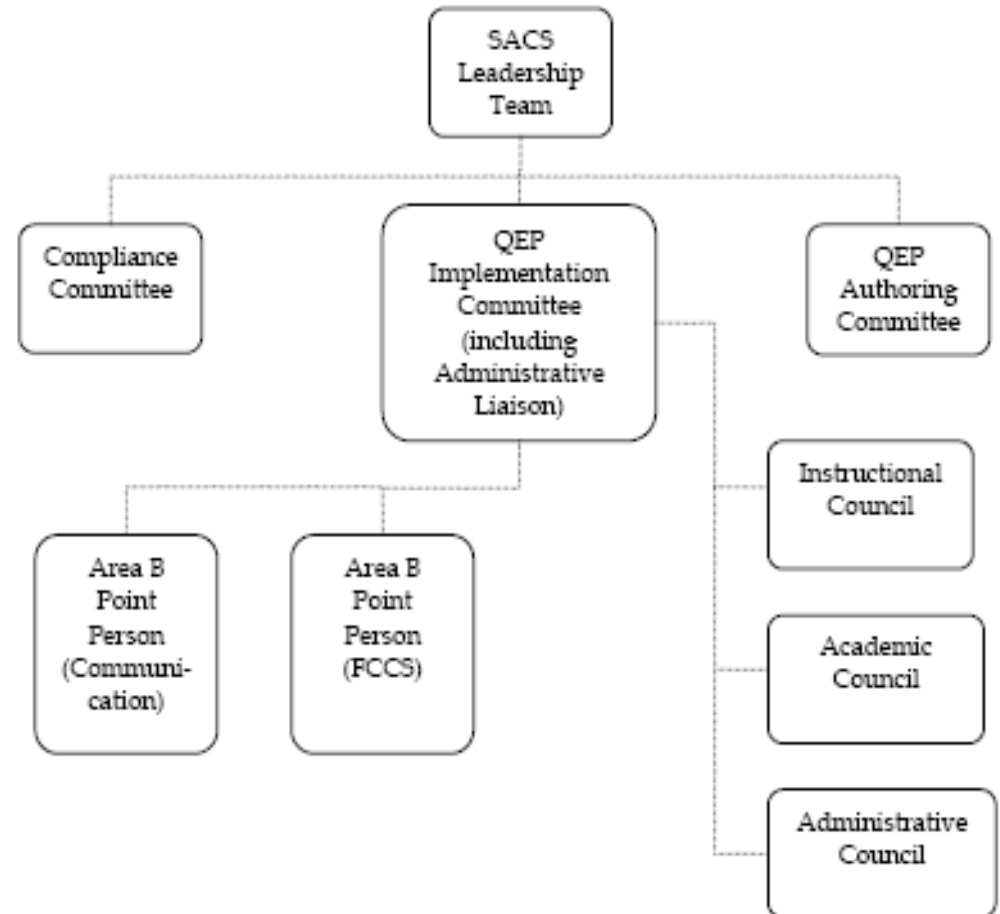 SACS
Leadership
Team
Compliance
Committee
QEP
Implementation
Committee
(including
Administrative
Liaison)
QEP
Authoring
Committee
Instructional
Council
Area B
Point
Person
(Communi-
cation)
Area B
Point
Person
(FCCS)
Academic
Council
Administrative
Council